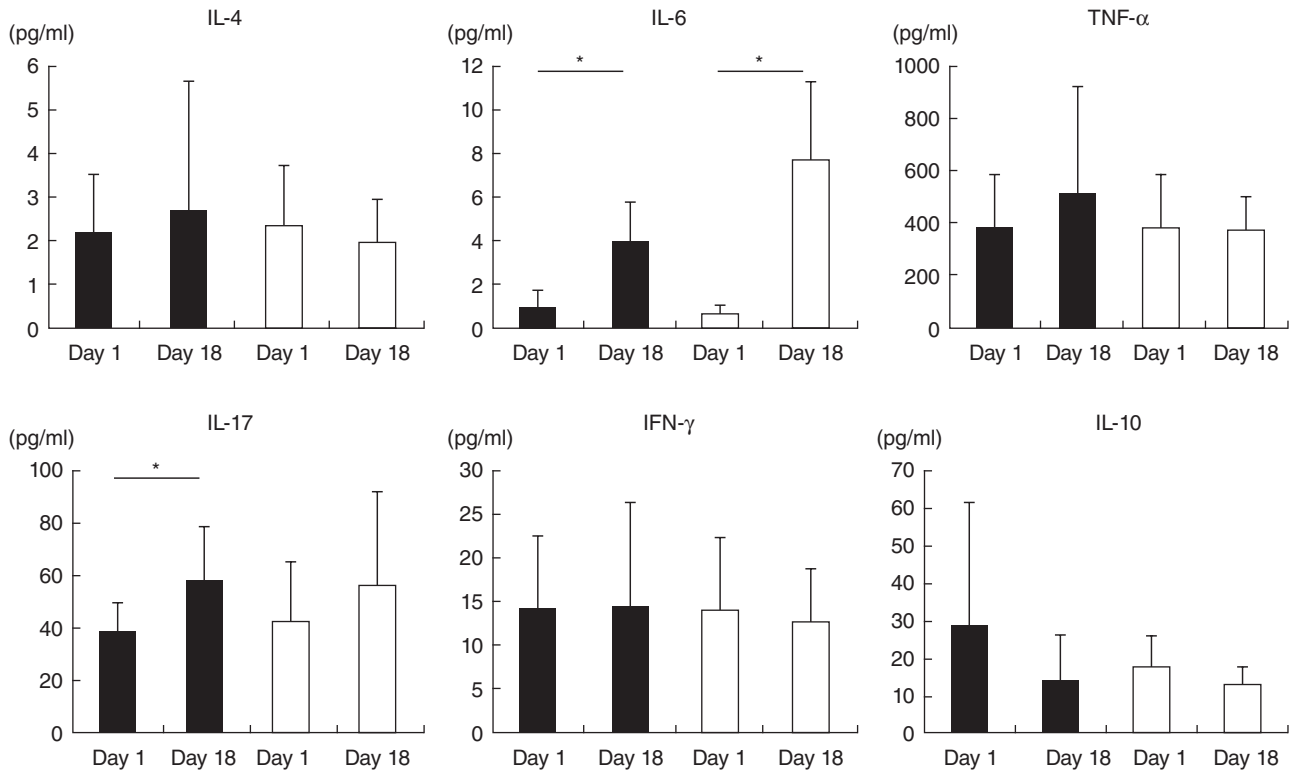 IL-4
(pg/ml)
6
5
4
3
2
1
0
Day 1 Day 18 Day 1 Day 18
IL-6
(pg/ml)
12
10
8
6
4
2
0
* *
Day 1 Day 18 Day 1 Day 18
TNF-α
(pg/ml)
1000
800
600
400
200
0
Day 1 Day 18 Day 1 Day 18
IL-17
(pg/ml)
100
80
60
40
20
0
*
Day 1 Day 18 Day 1 Day 18
IFN-γ
(pg/ml)
30
25
20
15
10
5
0
Day 1 Day 18 Day 1 Day 18
IL-10
(pg/ml)
70
60
50
40
30
20
10
0
Day 1 Day 18 Day 1 Day 18